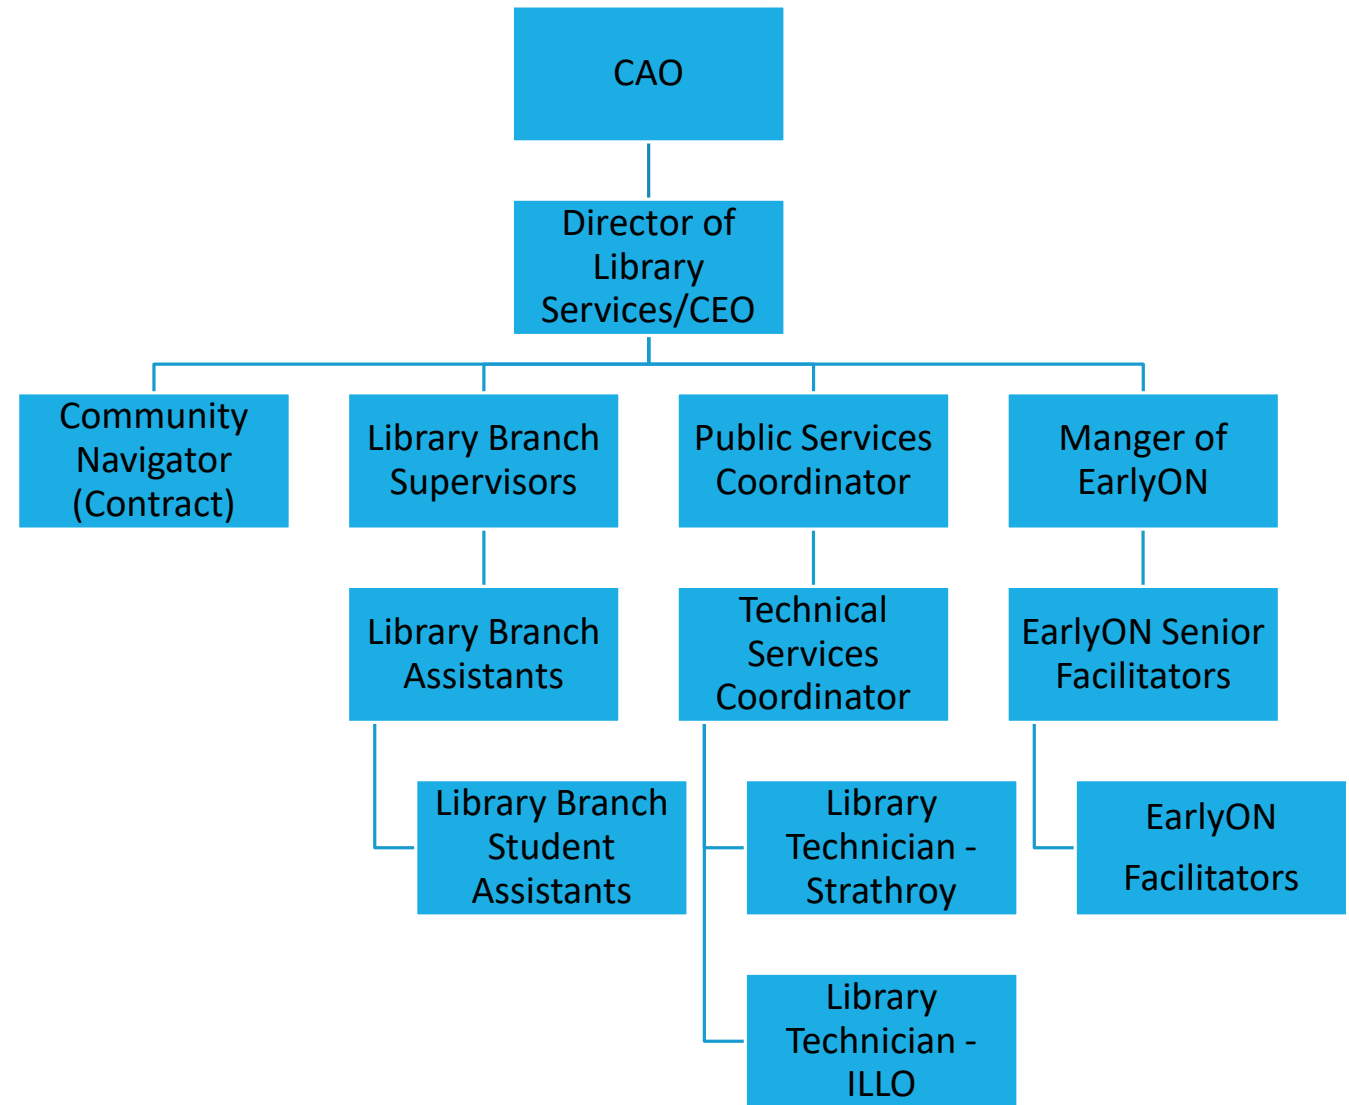 CAO
Director of
Library
Services/CEO
Community
Navigator
(Contract)
Library Branch
Supervisors
Public Services
Coordinator
Manger of
EarlyON
Library Branch
Assistants
Technical
Services
Coordinator
EarlyON Senior
Facilitators
Library Branch
Student
Assistants
Library
Technician -
Strathroy
EarlyON
Facilitators
Library
Technician -
ILLO